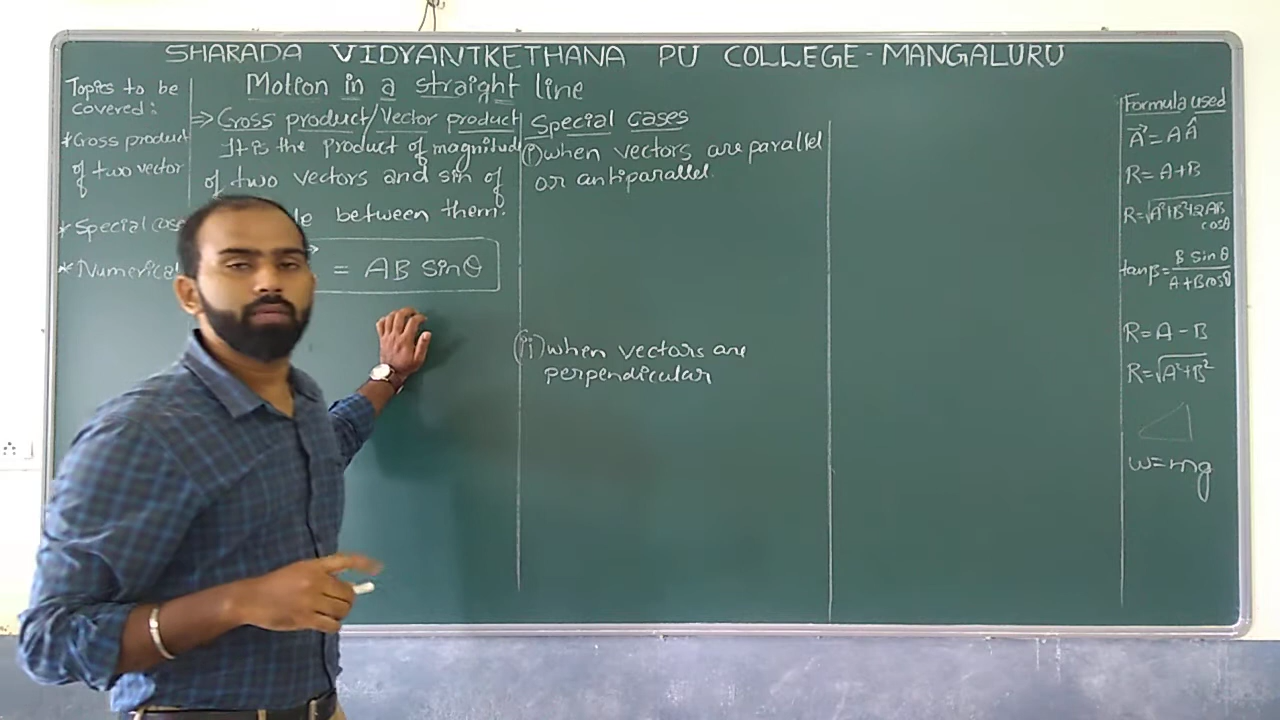 SHARADA VIDYANIKETHANA PU COLLEGE - MANGALURU
Motion in a straight line
Topics to be
covered:
* Cross product
of two vector
* Special case
* Numerical
⇒ Cross product/Vector product
It is the product of magnitude
of two vectors and sin of
between them.
= AB sinθ
Special cases
(i) when vectors are parallel
or antiparallel.
(ii) when vectors are
perpendicular
Formula used
A⃗ = A Â
R = A + B
R = √A²+B²+2AB
cosθ
tanβ = B sinθ / A + B cosθ
R = A - B
R = √A²+B²
w = mg